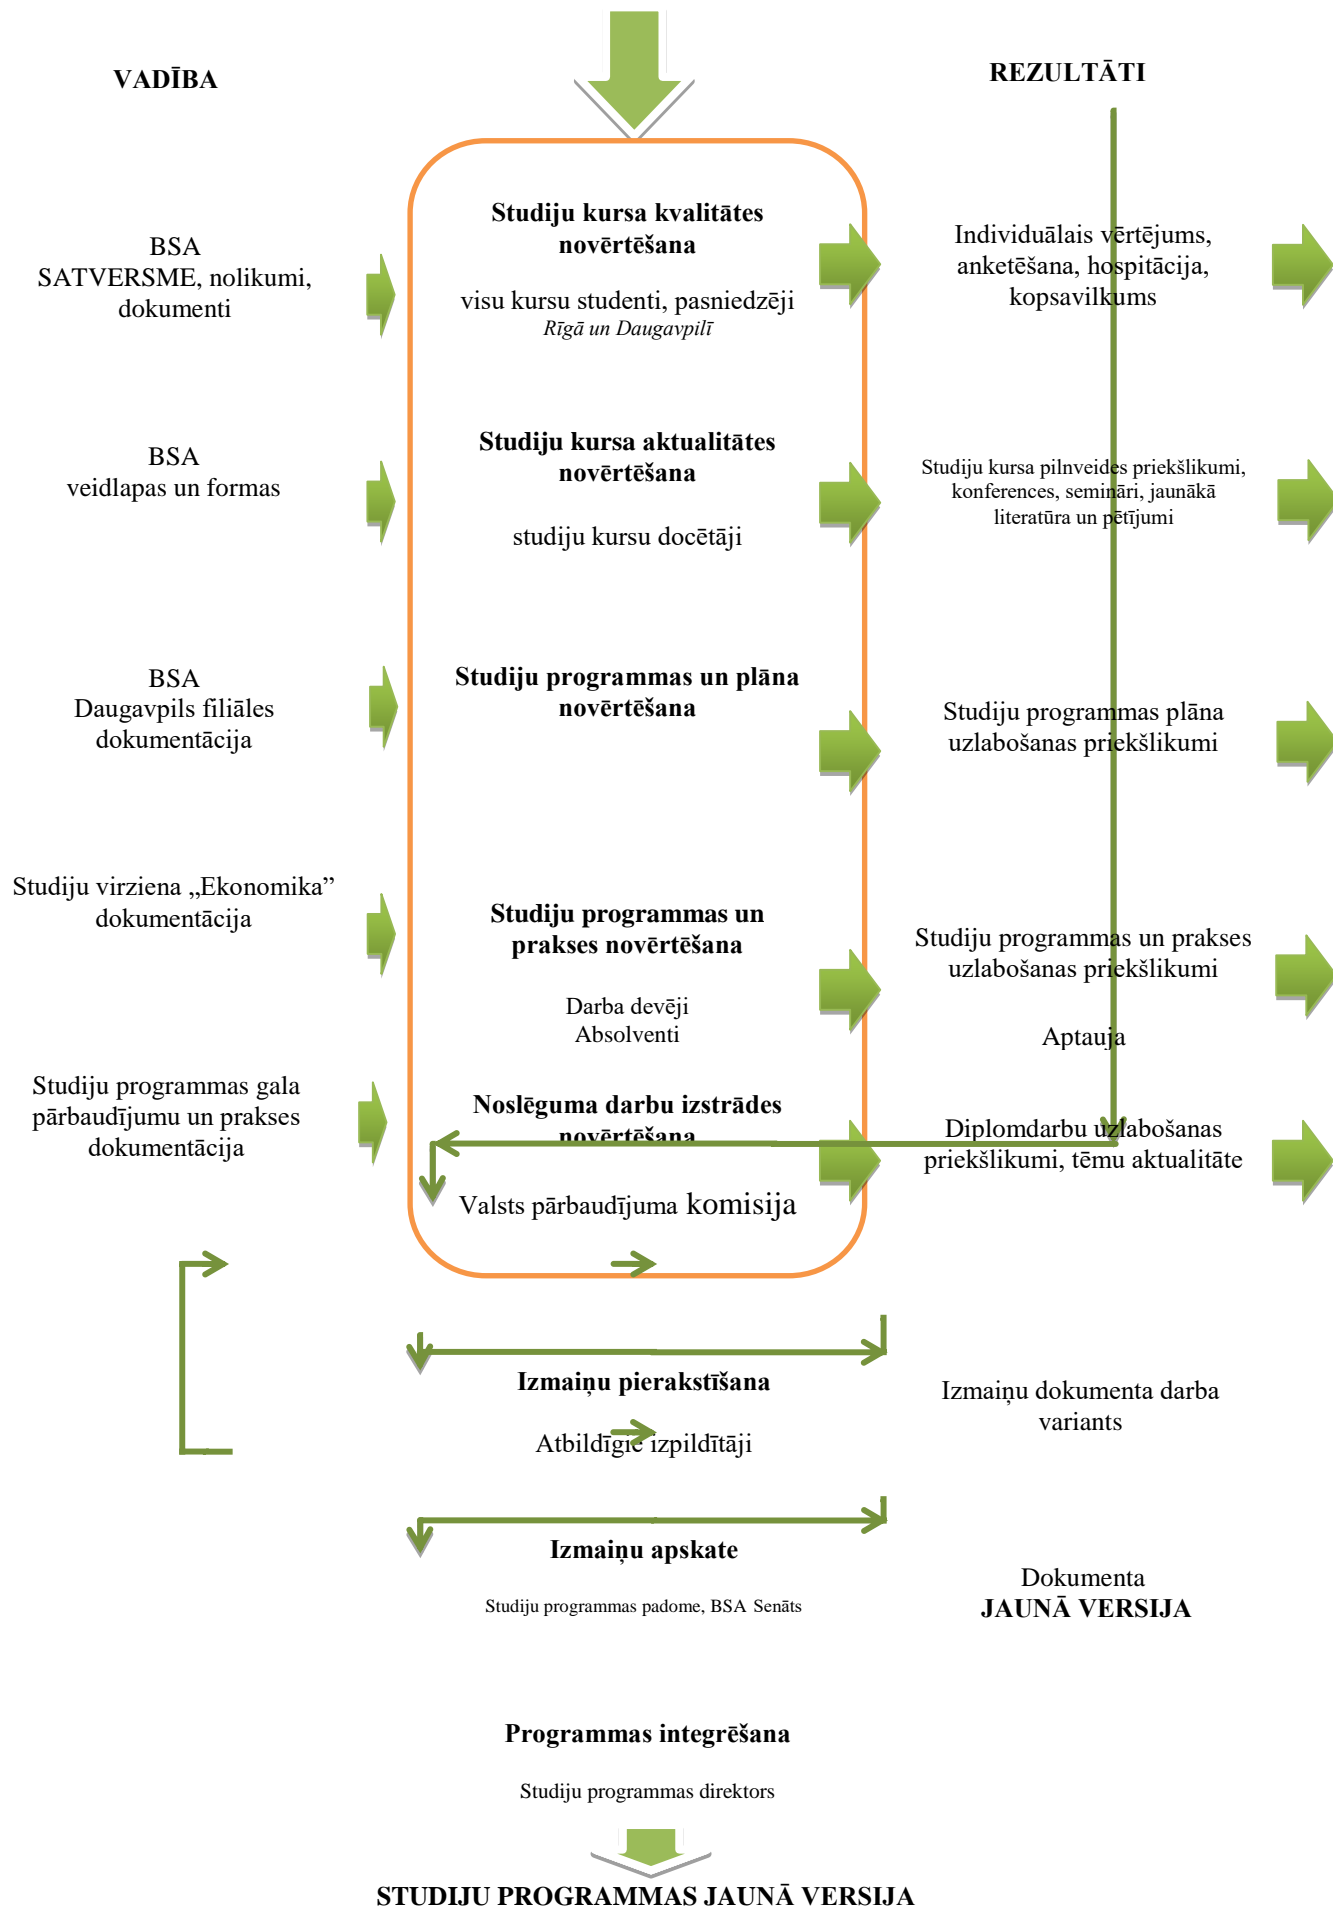 VADĪBA
REZULTĀTI
BSA
SATVERSME, nolikumi,
dokumenti
Studiju kursa kvalitātes
novērtēšana
visu kursu studenti, pasniedzēji
Rīgā un Daugavpilī
Individuālais vērtējums,
anketēšana, hospitācija,
kopsavilkums
BSA
veidlapas un formas
Studiju kursa aktualitātes
novērtēšana
studiju kursu docētāji
Studiju kursa pilnveides priekšlikumi,
konferences, semināri, jaunākā
literatūra un pētījumi
BSA
Daugavpils filiāles
dokumentācija
Studiju programmas un plāna
novērtēšana
Studiju programmas plāna
uzlabošanas priekšlikumi
Studiju virziena „Ekonomika”
dokumentācija
Studiju programmas un
prakses novērtēšana
Darba devēji
Absolventi
Studiju programmas un prakses
uzlabošanas priekšlikumi
Aptauja
Studiju programmas gala
pārbaudījumu un prakses
dokumentācija
Noslēguma darbu izstrādes
novērtēšana
Valsts pārbaudījuma komisija
Diplomdarbu uzlabošanas
priekšlikumi, tēmu aktualitāte
Izmaiņu pierakstīšana
Atbildīgie izpildītāji
Izmaiņu dokumenta darba
variants
Izmaiņu apskate
Studiju programmas padome, BSA Senāts
Dokumenta
JAUNĀ VERSIJA
Programmas integrēšana
Studiju programmas direktors
STUDIJU PROGRAMMAS JAUNĀ VERSIJA